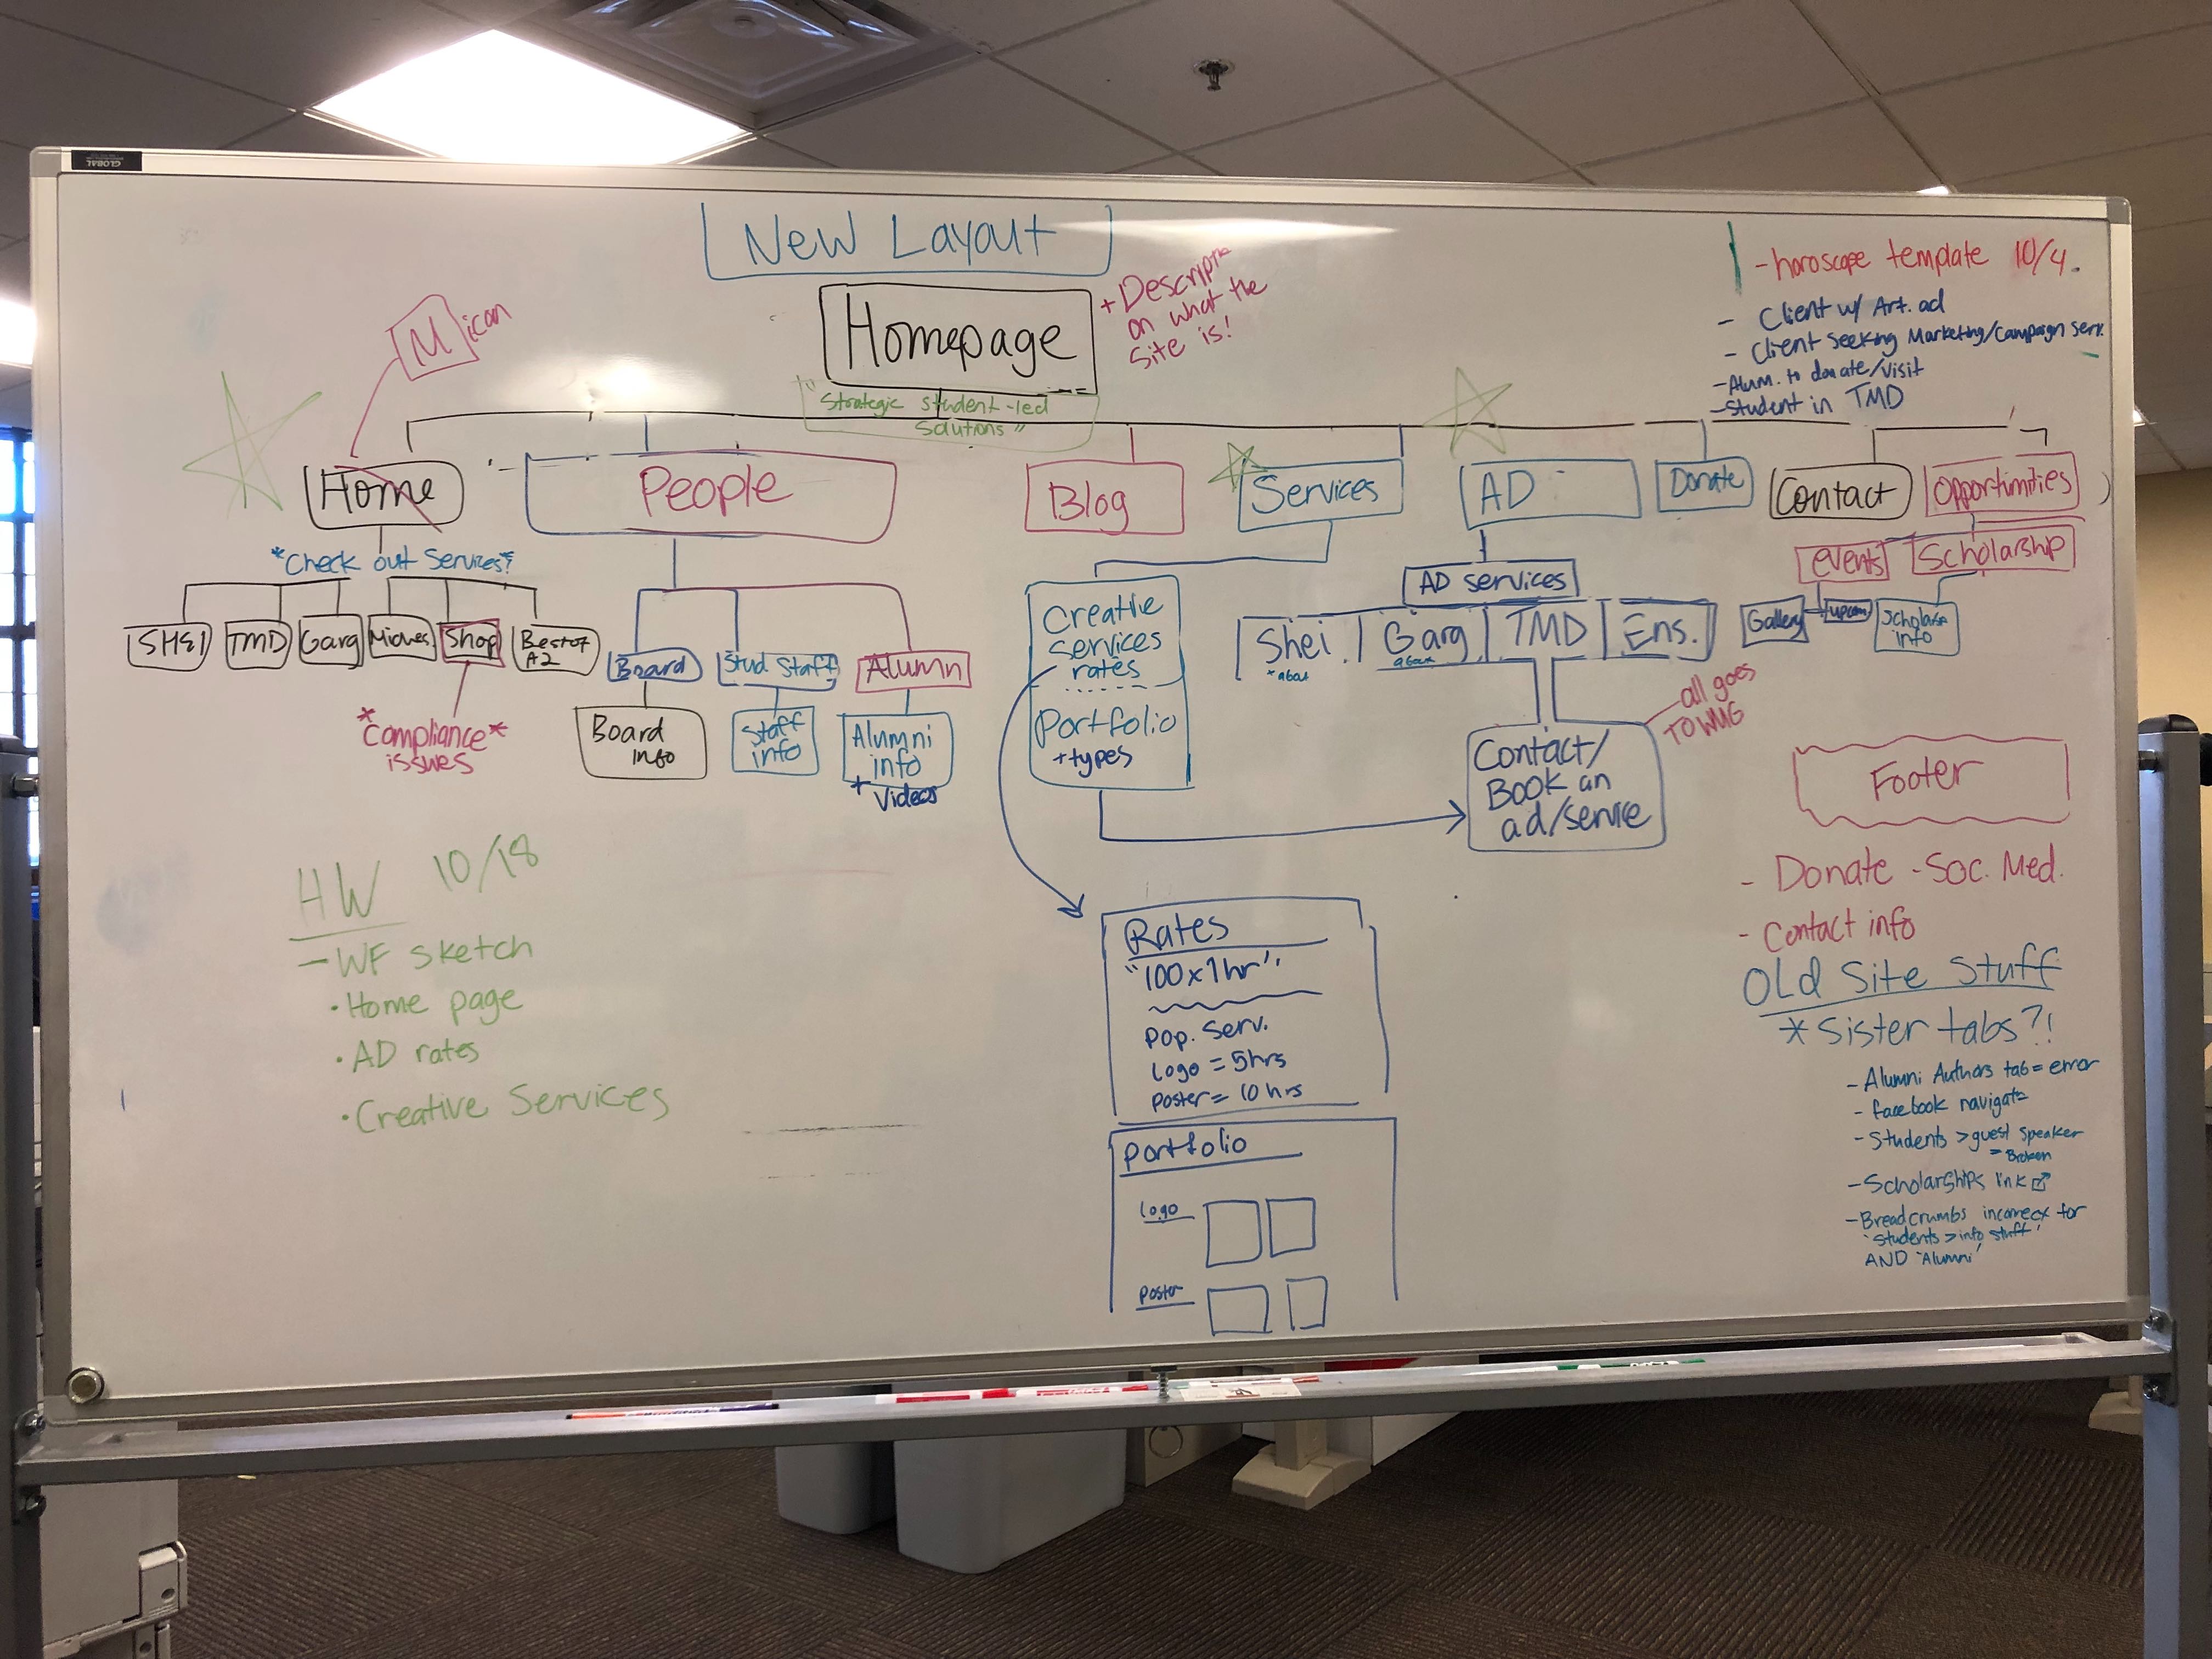 GLOBAL
New Layout
Homepage
+ Descript
on what the
Site is!
"Strategic student-led
Solutions"
M icon
- horoscope template 10/4.
- Client w/ Art. ad
- Client Seeking Marketing/Campaign Serv.
- Alum. to donate/visit
- Student in TMD
Home
People
Blog
Services
AD
Donate
Contact
Opportunities
*Check out Services!*
SHEI
TMD
Garg
Shop
Best of
A2
*Compliance*
issues
Board
Stud. Staff
Alumn
Board
info
Staff
info
Alumni
info
+ Videos
Creative
services
rates
Portfolio
+types
AD services
Shei.
*about
Garg
about
TMD
Ens.
Contact/
Book an
ad/service
all goes
TO WMG
events
Scholarship
Gallery
upcom
Scholarsh
info
Footer
- Donate - Soc. Med.
- Contact info
Old Site Stuff
* Sister tabs?!
- Alumni Authors tab = error
- facebook navigate
- Students > guest speaker
= Broken
- Scholarships link
- Breadcrumbs incorrect for
'Students > info stuff'
AND 'Alumni'
HW 10/18
- WF sketch
• Home page
• AD rates
• Creative Services
Rates
"100 x 1 hr"
Pop. Serv.
Logo = 5hrs
Poster = 10 hrs
Portfolio
Logo
Poster